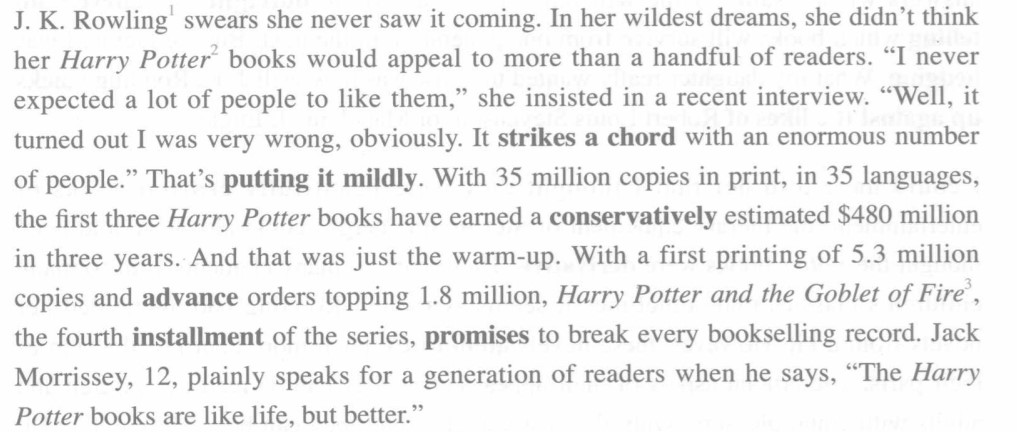 J. K. Rowling¹ swears she never saw it coming. In her wildest dreams, she didn’t think
her Harry Potter² books would appeal to more than a handful of readers. “I never
expected a lot of people to like them,” she insisted in a recent interview. “Well, it
turned out I was very wrong, obviously. It strikes a chord with an enormous number
of people.” That’s putting it mildly. With 35 million copies in print, in 35 languages,
the first three Harry Potter books have earned a conservatively estimated $480 million
in three years. And that was just the warm-up. With a first printing of 5.3 million
copies and advance orders topping 1.8 million, Harry Potter and the Goblet of Fire³,
the fourth installment of the series, promises to break every bookselling record. Jack
Morrissey, 12, plainly speaks for a generation of readers when he says, “The Harry
Potter books are like life, but better.”